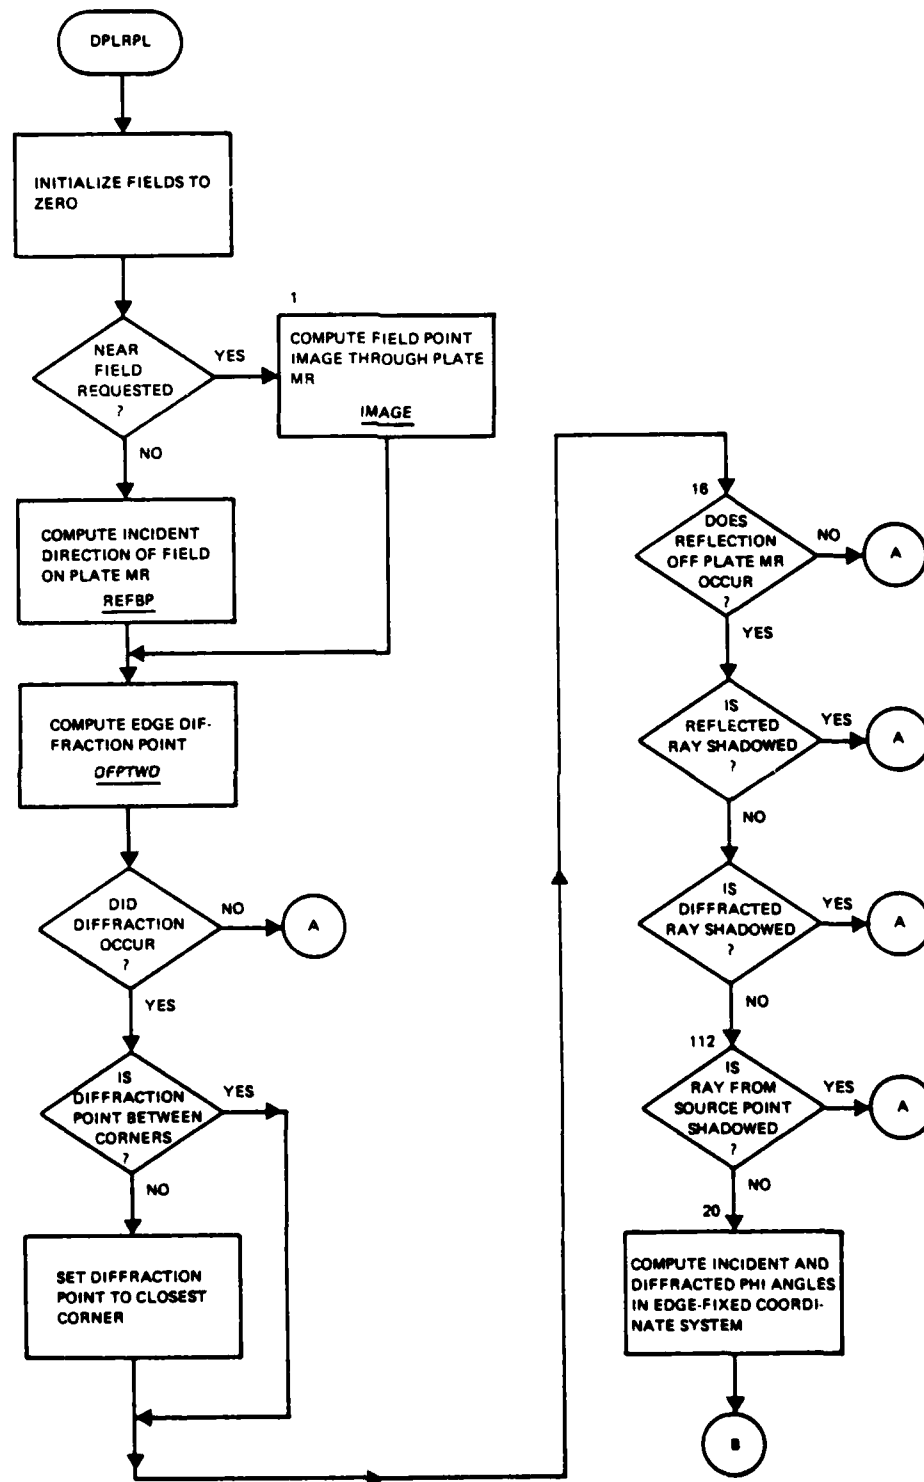 DPLRPL
INITIALIZE FIELDS TO
ZERO
NEAR
FIELD
REQUESTED
?
YES
NO
1
COMPUTE FIELD POINT
IMAGE THROUGH PLATE
MR
IMAGE
COMPUTE INCIDENT
DIRECTION OF FIELD
ON PLATE MR
REFBP
COMPUTE EDGE DIF-
FRACTION POINT
DFPTWD
DID
DIFFRACTION
OCCUR
?
NO
A
YES
IS
DIFFRACTION
POINT BETWEEN
CORNERS
?
YES
NO
SET DIFFRACTION
POINT TO CLOSEST
CORNER
16
DOES
REFLECTION
OFF PLATE MR
OCCUR
?
NO
A
YES
IS
REFLECTED
RAY SHADOWED
?
YES
A
NO
IS
DIFFRACTED
RAY SHADOWED
?
YES
A
NO
112
IS
RAY FROM
SOURCE POINT
SHADOWED
?
YES
A
NO
20
COMPUTE INCIDENT AND
DIFFRACTED PHI ANGLES
IN EDGE-FIXED COORDI-
NATE SYSTEM
B